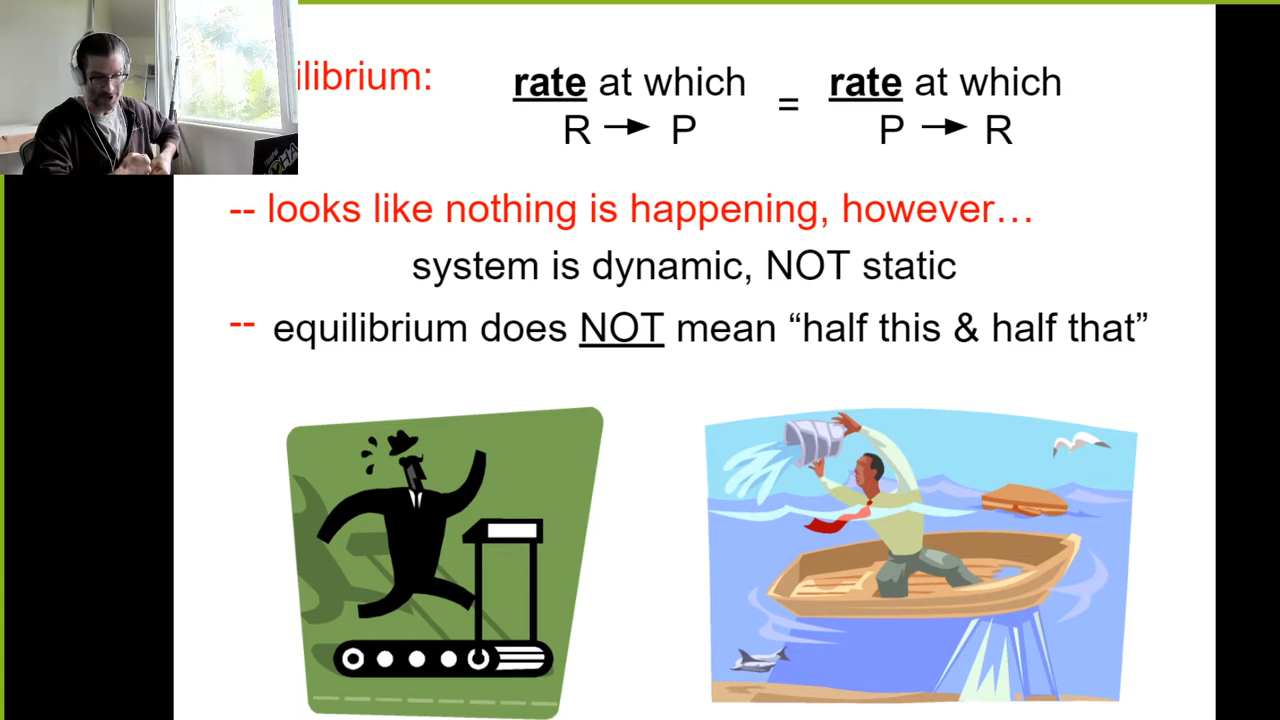 ilibrium:
rate at which = rate at which
R → P P → R
-- looks like nothing is happening, however…
system is dynamic, NOT static
-- equilibrium does NOT mean “half this & half that”